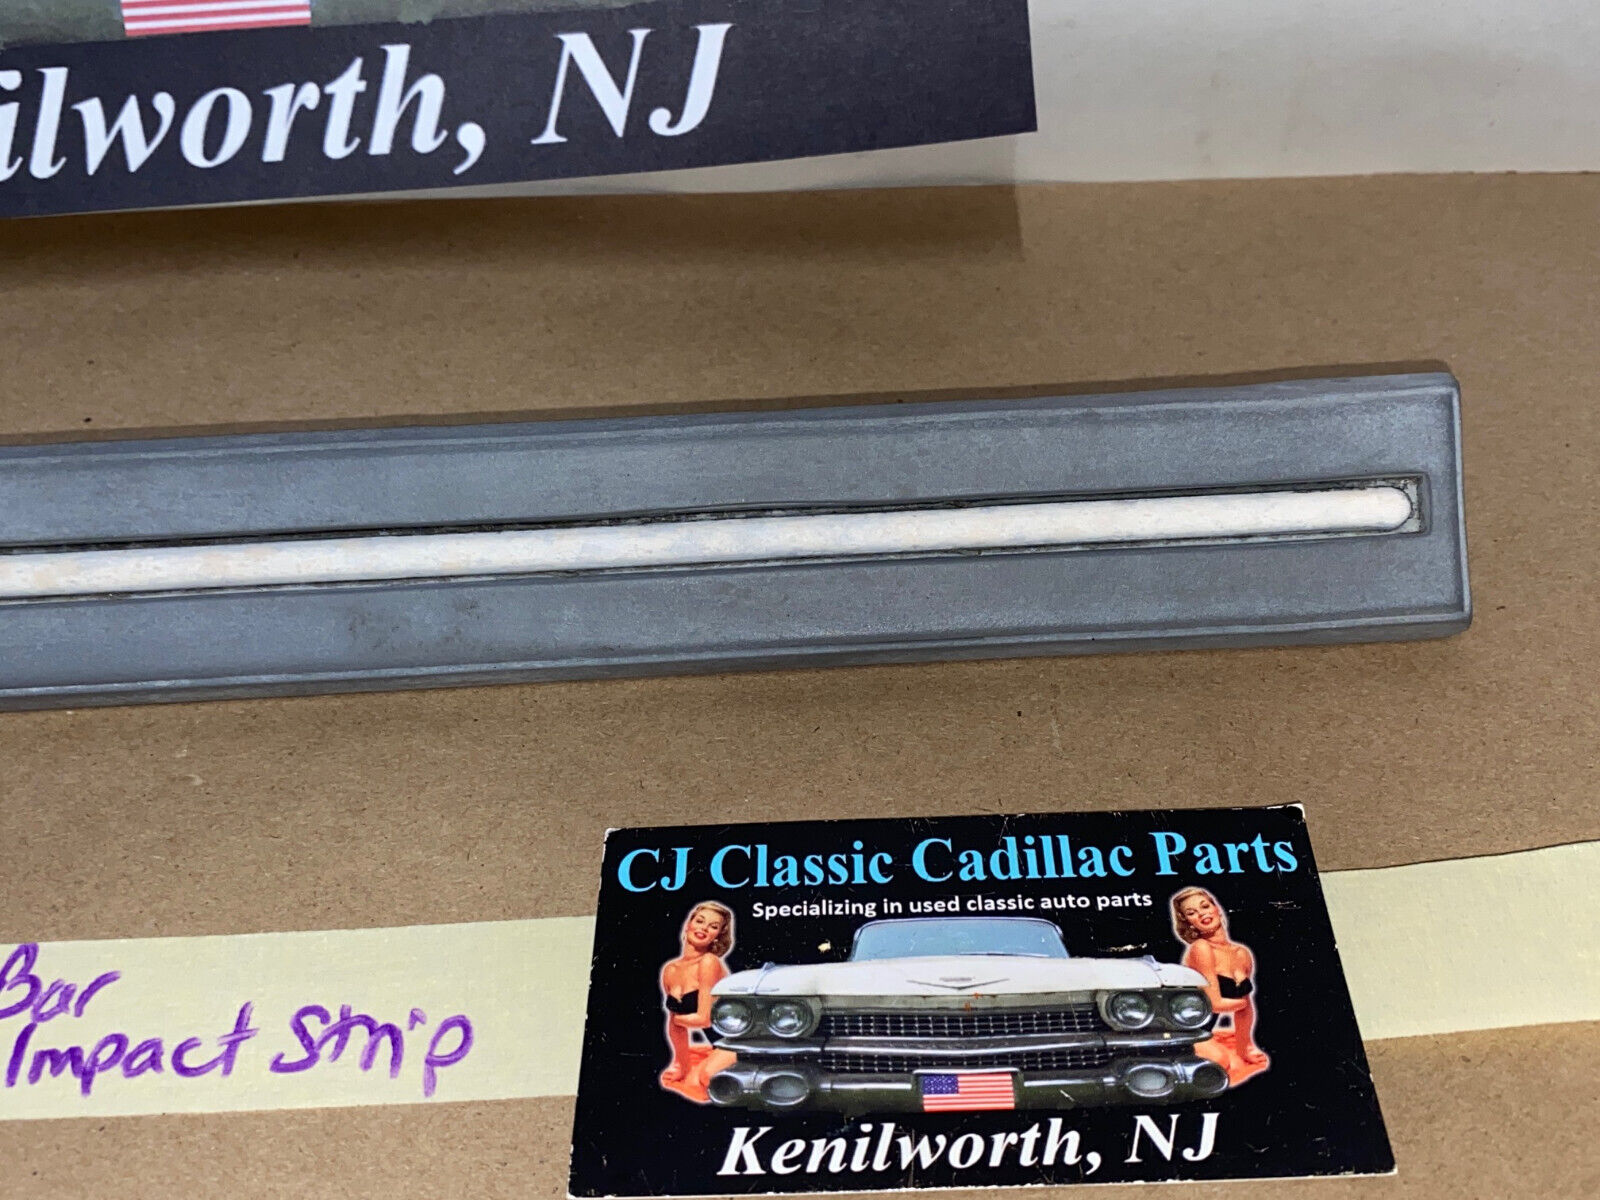 ilworth, NJ
Bar
Impact Strip
CJ Classic Cadillac Parts
Specializing in used classic auto parts
Kenilworth, NJ